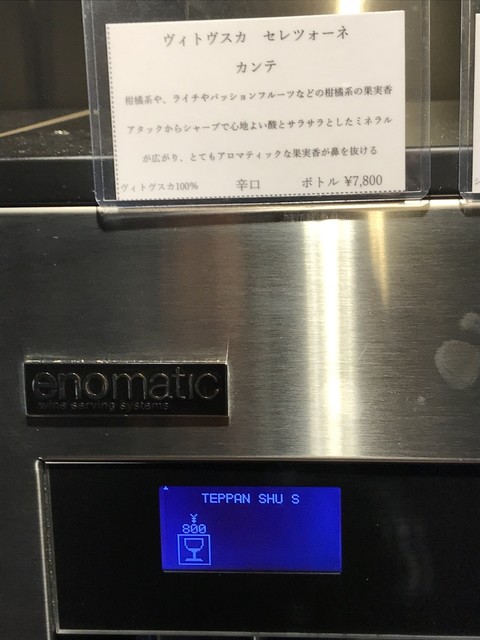 ヴィトヴスカ　セレツォーネ
カンテ
柑橘系や、ライチやパッションフルーツなどの柑橘系の果実香
アタックからシャープで心地よい酸とサラサラとしたミネラル
が広がり、とてもアロマティックな果実香が鼻を抜ける
ヴィトヴスカ100%　辛口　ボトル ¥7,800
enomatic
wine serving systems
TEPPAN SHU S
¥
800